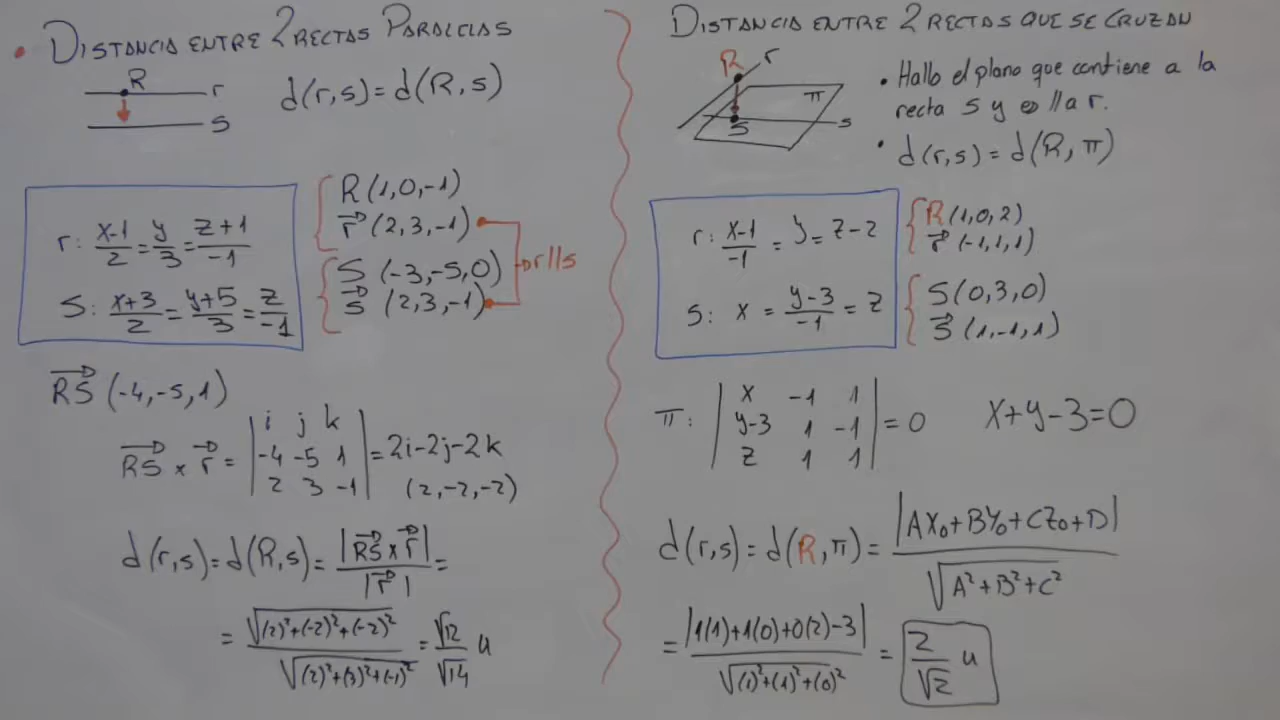 • DISTANCIA ENTRE 2 RECTAS PARALELAS
R
r
s
d(r,s) = d(R,s)
r: x-1/2 = y/3 = z+1/-1
s: x+3/2 = y+5/3 = z/-1
R (1,0,-1)
r⃗ (2,3,-1)
S (-3,-5,0)
s⃗ (2,3,-1)
r//s
RS⃗ (-4,-5,1)
RS⃗ x r⃗ = | i j k | = 2i-2j-2k
| -4 -5 1 |
| 2 3 -1 | (2,-2,-2)
d(r,s) = d(R,s) = |RS⃗ x r⃗| / |r⃗| =
= √(2)²+(-2)²+(-2)² / √(2)²+(3)²+(-1)² = √12/√14 u
DISTANCIA ENTRE 2 RECTAS QUE SE CRUZAN
R
r
π
S
s
• Hallo el plano que contiene a la
recta s y es // a r.
• d(r,s) = d(R,π)
r: x-1/-1 = y = z-2
s: x = y-3/-1 = z
R (1,0,2)
r⃗ (-1,1,1)
S (0,3,0)
s⃗ (1,-1,1)
π: | x -1 1 | = 0 x+y-3=0
| y-3 1 -1 |
| z 1 1 |
d(r,s) = d(R,π) = |Ax₀+By₀+Cz₀+D| / √A²+B²+C²
= |1(1)+1(0)+0(2)-3| / √(1)²+(1)²+(0)² = 2/√2 u